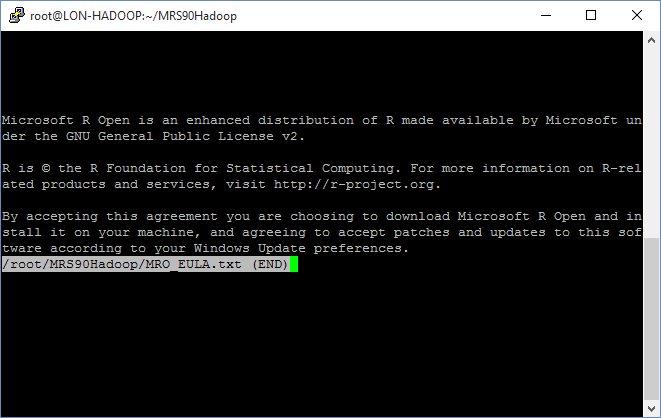 root@LON-HADOOP:~/MRS90Hadoop
Microsoft R Open is an enhanced distribution of R made available by Microsoft un
der the GNU General Public License v2.
R is © the R Foundation for Statistical Computing. For more information on R-rel
ated products and services, visit http://r-project.org.
By accepting this agreement you are choosing to download Microsoft R Open and in
stall it on your machine, and agreeing to accept patches and updates to this sof
tware according to your Windows Update preferences.
/root/MRS90Hadoop/MRO_EULA.txt (END)